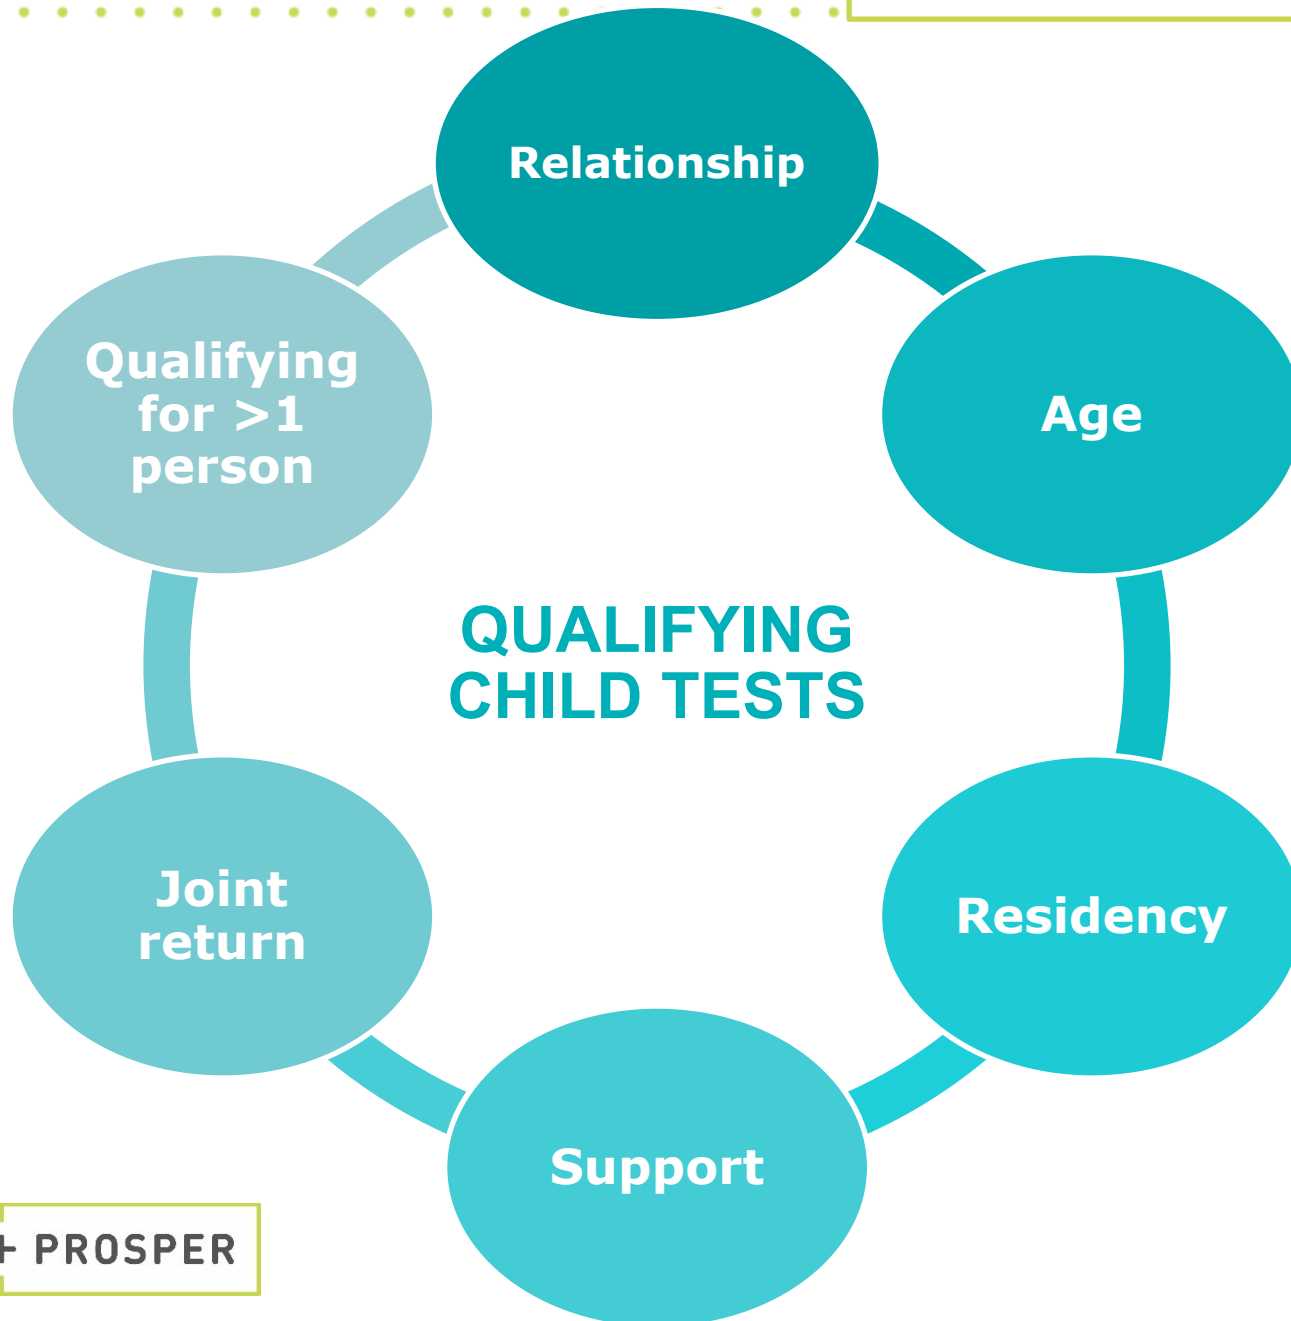 Relationship
Qualifying
for >1
person
Age
QUALIFYING
CHILD TESTS
Joint
return
Residency
Support
+ PROSPER